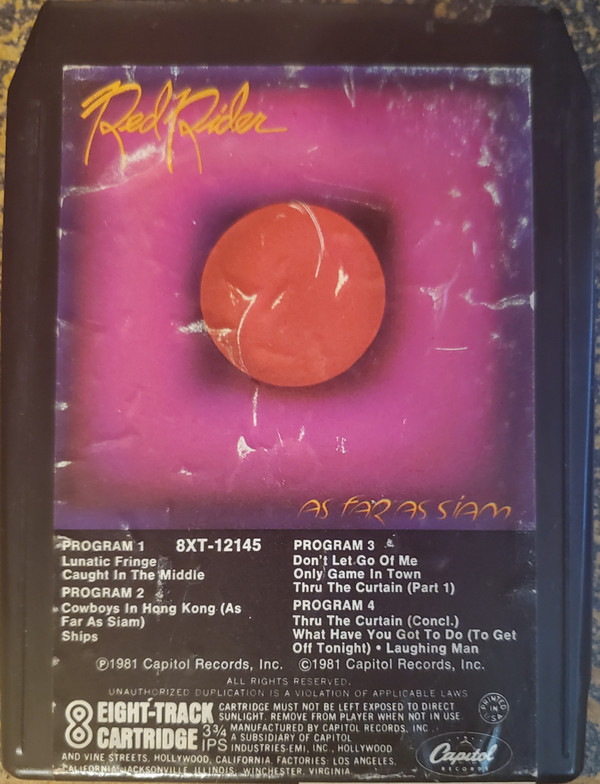 Red Rider
AS FAR AS SIAM
PROGRAM 1 8XT-12145
Lunatic Fringe
Caught In The Middle
PROGRAM 2
Cowboys In Hong Kong (As
Far As Siam)
Ships
PROGRAM 3
Don't Let Go Of Me
Only Game In Town
Thru The Curtain (Part 1)
PROGRAM 4
Thru The Curtain (Concl.)
What Have You Got To Do (To Get
Off Tonight) • Laughing Man
℗1981 Capitol Records, Inc. ©1981 Capitol Records, Inc.
ALL RIGHTS RESERVED.
UNAUTHORIZED DUPLICATION IS A VIOLATION OF APPLICABLE LAWS
8 EIGHT-TRACK
CARTRIDGE 3¾ IPS
CARTRIDGE MUST NOT BE LEFT EXPOSED TO DIRECT
SUNLIGHT. REMOVE FROM PLAYER WHEN NOT IN USE.
MANUFACTURED BY CAPITOL RECORDS, INC.,
A SUBSIDIARY OF CAPITOL
INDUSTRIES-EMI, INC., HOLLYWOOD
AND VINE STREETS, HOLLYWOOD, CALIFORNIA. FACTORIES: LOS ANGELES,
CALIFORNIA; JACKSONVILLE, ILLINOIS; WINCHESTER, VIRGINIA.
PRINTED IN U.S.A.
Capitol
RECORDS